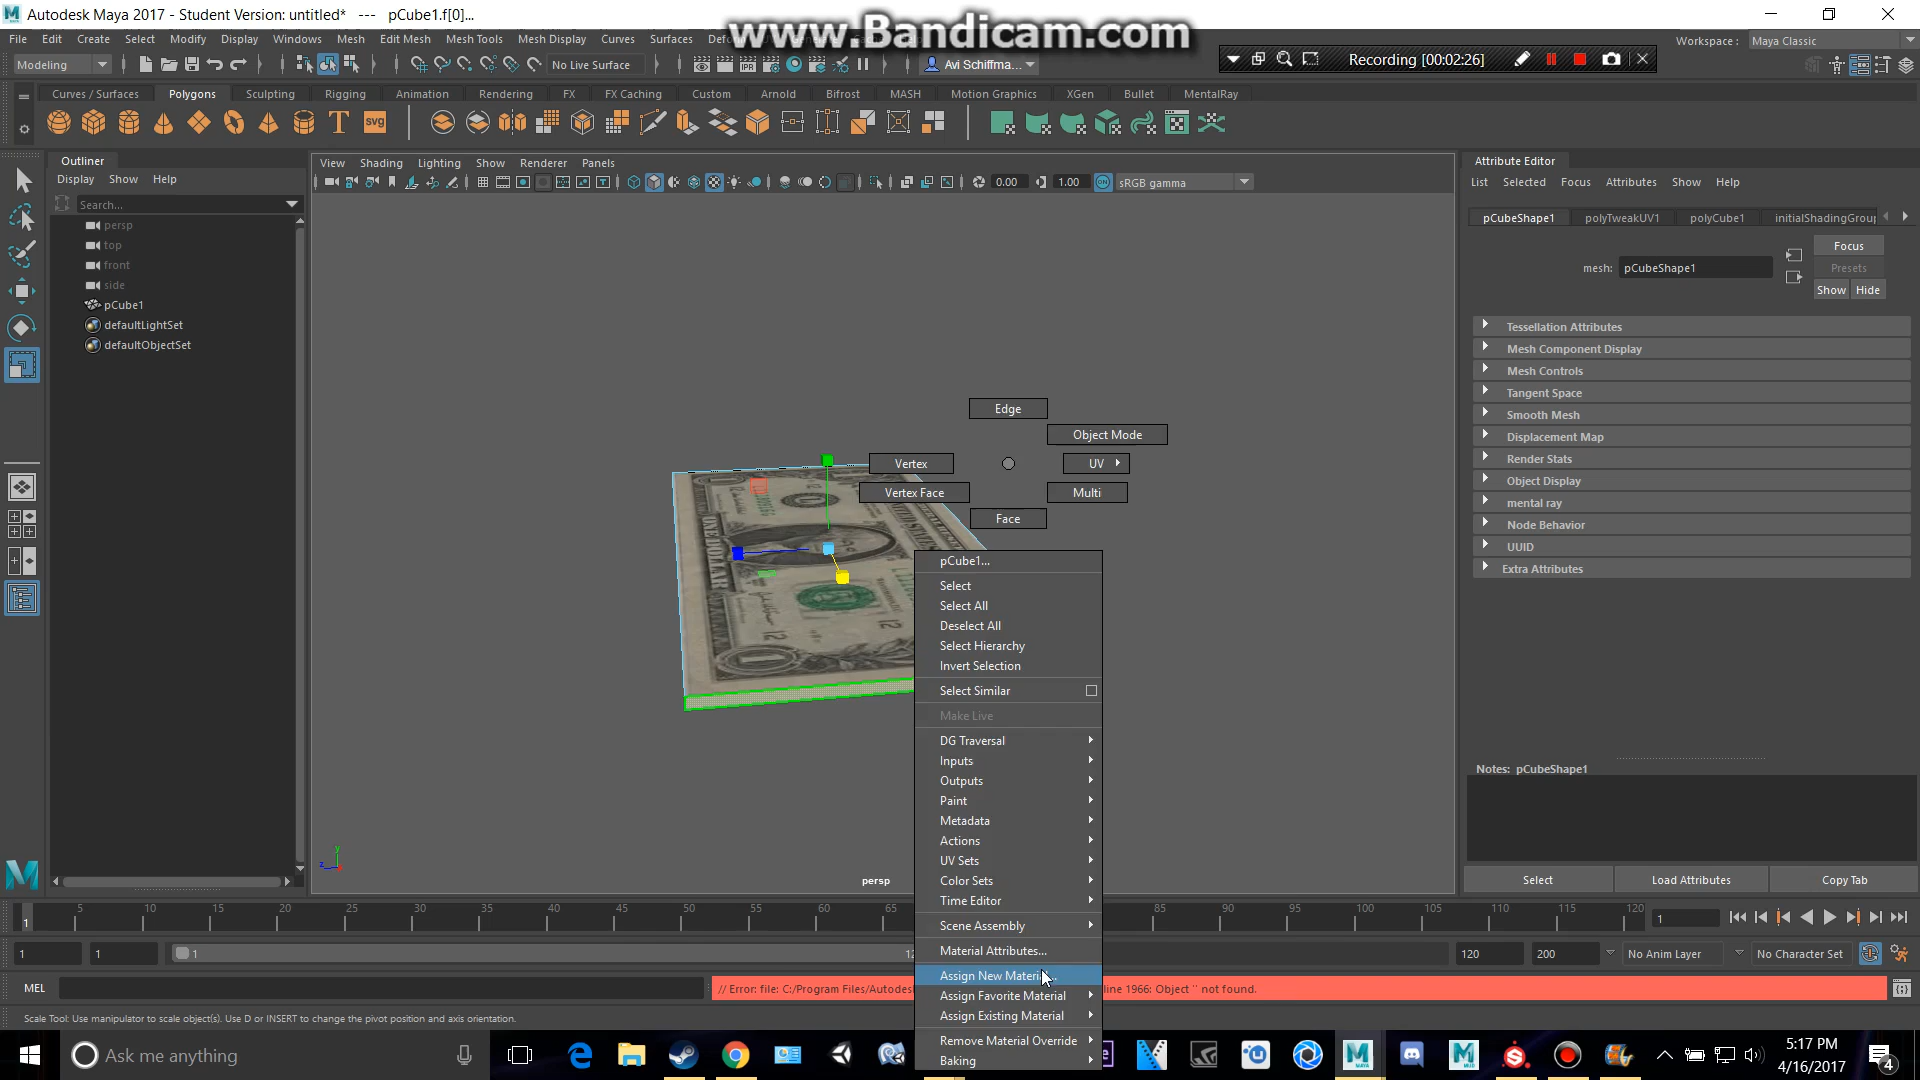 Autodesk Maya 2017 - Student Version: untitled* --- pCube1.f[0]...
www.Bandicam.com
File Edit Create Select Modify Display Windows Mesh Edit Mesh Mesh Tools Mesh Display Curves Surfaces
Workspace : Maya Classic
Modeling No Live Surface IPR Avi Schiffma... Recording [00:02:26]
Curves / Surfaces Polygons Sculpting Rigging Animation Rendering FX FX Caching Custom Arnold Bifrost MASH Motion Graphics XGen Bullet MentalRay
T SVG
Outliner
Display Show Help
Search...
persp
top
front
side
pCube1
defaultLightSet
defaultObjectSet
View Shading Lighting Show Renderer Panels
0.00 1.00 ON sRGB gamma
Edge
Object Mode
Vertex UV
Vertex Face Multi
Face
pCube1...
Select
Select All
Deselect All
Select Hierarchy
Invert Selection
Select Similar
Make Live
DG Traversal
Inputs
Outputs
Paint
Metadata
Actions
UV Sets
Color Sets
Time Editor
Scene Assembly
Material Attributes...
Assign New Materi
Assign Favorite Material
Assign Existing Material
Remove Material Override
Baking
ONE DOLLAR
12
12
y
z
persp
Attribute Editor
List Selected Focus Attributes Show Help
pCubeShape1 polyTweakUV1 polyCube1 initialShadingGroup
Focus
mesh: pCubeShape1
Presets
Show Hide
Tessellation Attributes
Mesh Component Display
Mesh Controls
Tangent Space
Smooth Mesh
Displacement Map
Render Stats
Object Display
mental ray
Node Behavior
UUID
Extra Attributes
Notes: pCubeShape1
Select Load Attributes Copy Tab
1 5 10 15 20 25 30 35 40 45 50 55 60 65 85 90 95 100 105 110 115 120 1
1 1 1 12 120 200 No Anim Layer No Character Set
MEL // Error: file: C:/Program Files/Autodes line 1966: Object '' not found.
Scale Tool: Use manipulator to scale object(s). Use D or INSERT to change the pivot position and axis orientation.
Ask me anything
5:17 PM
4/16/2017
4